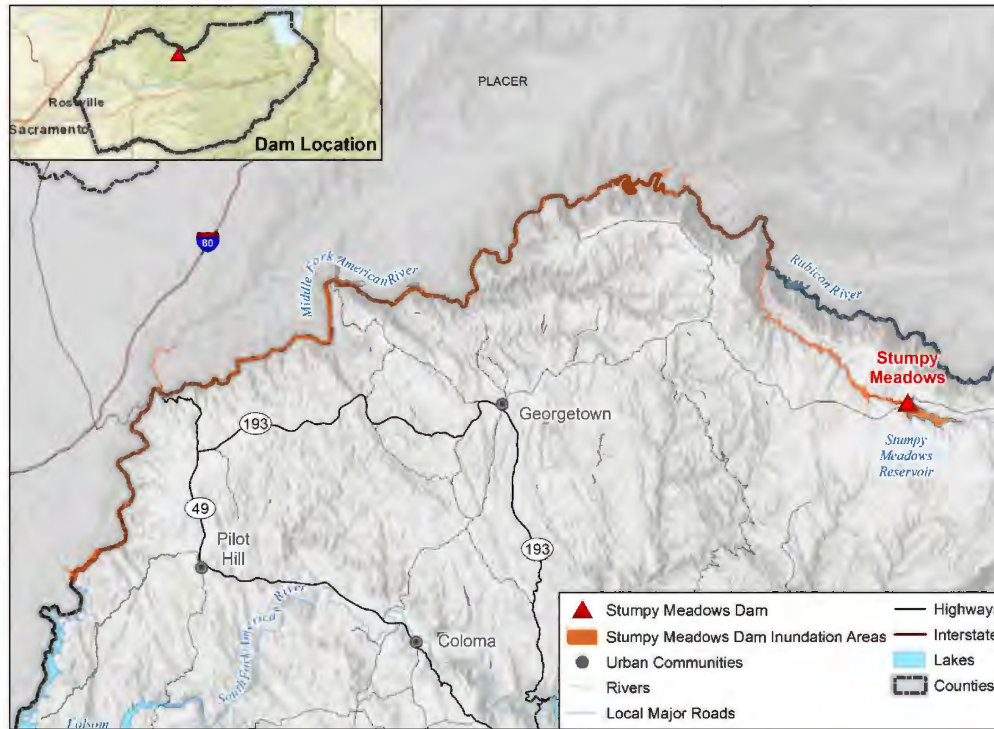 PLACER
Roseville
Sacramento
Dam Location
80
Middle Fork American River
Rubicon River
Stumpy
Meadows
Georgetown
193
Stumpy
Meadows
Reservoir
49
193
Pilot
Hill
Coloma
South Fork American River
Folsom
Stumpy Meadows Dam
Stumpy Meadows Dam Inundation Areas
Urban Communities
Rivers
Local Major Roads
Highways
Interstate
Lakes
Counties